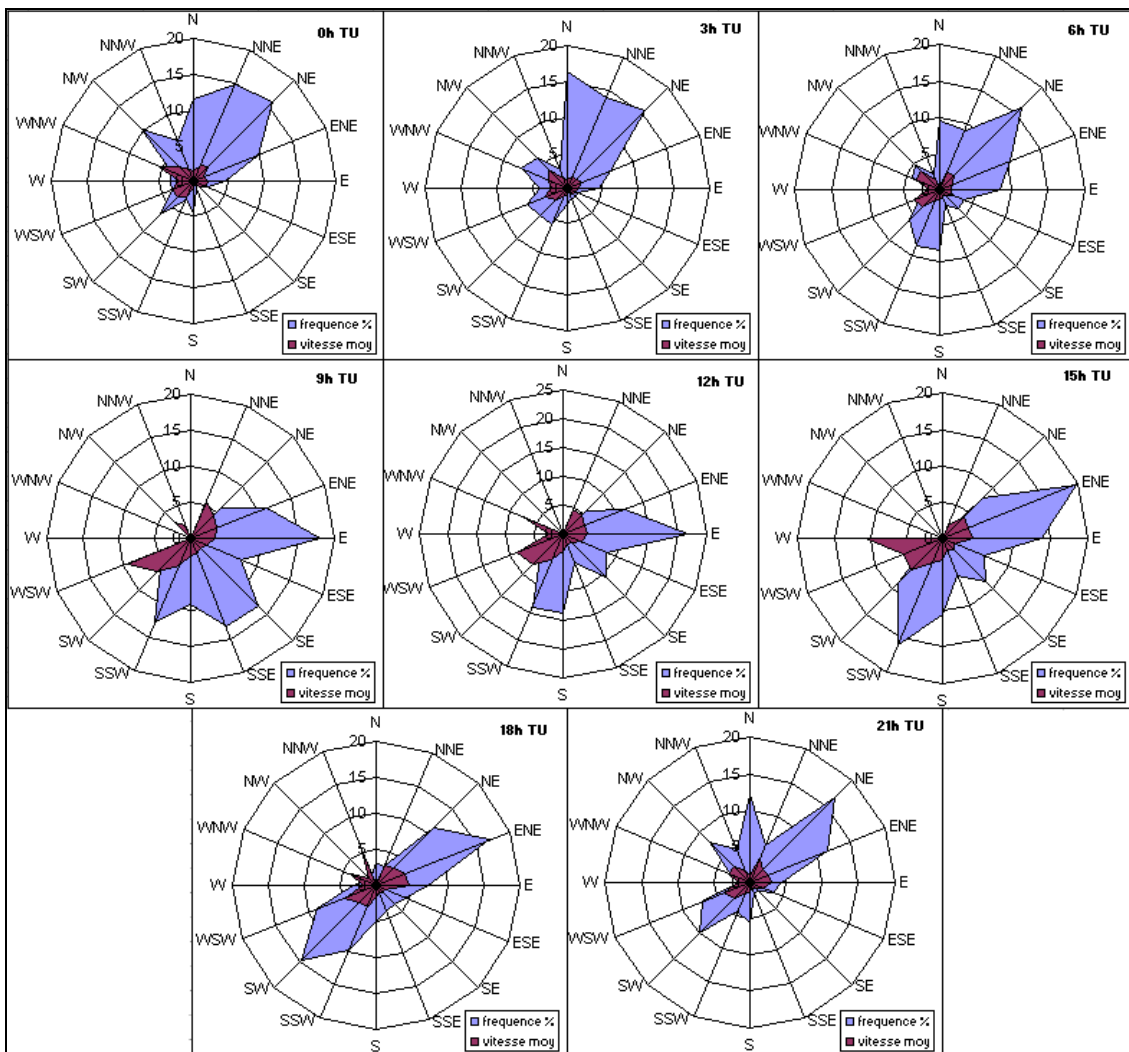 N
0h TU
20
NNW
NNE
15
NW
NE
10
WNW
ENE
5
W
E
WSW
ESE
SW
SE
SSW
SSE
S
frequence %
vitesse moy
N
3h TU
20
NNW
NNE
15
NW
NE
10
WNW
ENE
5
W
E
WSW
ESE
SW
SE
SSW
SSE
S
frequence %
vitesse moy
N
6h TU
20
NNW
NNE
15
NW
NE
10
WNW
ENE
5
W
E
WSW
ESE
SW
SE
SSW
SSE
S
frequence %
vitesse moy
N
9h TU
20
NNW
NNE
15
NW
NE
10
WNW
ENE
5
0
W
E
WSW
ESE
SW
SE
SSW
SSE
S
frequence %
vitesse moy
N
12h TU
25
NNW
NNE
20
NW
NE
15
10
WNW
ENE
5
0
W
E
WSW
ESE
SW
SE
SSW
SSE
S
frequence %
vitesse moy
N
15h TU
20
NNW
NNE
15
NW
NE
10
WNW
ENE
5
0
W
E
WSW
ESE
SW
SE
SSW
SSE
S
frequence %
vitesse moy
N
18h TU
20
NNW
NNE
15
NW
NE
10
WNW
ENE
5
W
E
WSW
ESE
SW
SE
SSW
SSE
S
frequence %
vitesse moy
N
21h TU
20
NNW
NNE
15
NW
NE
10
WNW
ENE
5
W
E
WSW
ESE
SW
SE
SSW
SSE
S
frequence %
vitesse moy